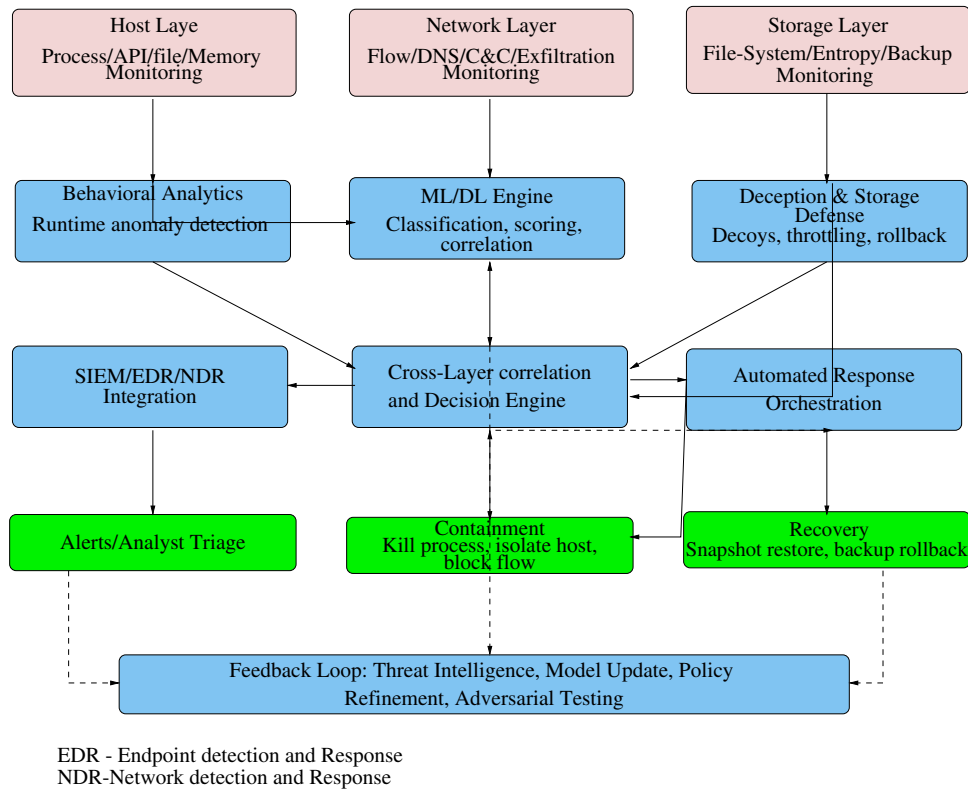 Host Laye
Process/API/file/Memory
Monitoring
Network Layer
Flow/DNS/C&C/Exfiltration
Monitoring
Storage Layer
File-System/Entropy/Backup
Monitoring
Behavioral Analytics
Runtime anomaly detection
ML/DL Engine
Classification, scoring,
correlation
Deception & Storage
Defense
Decoys, throttling, rollback
SIEM/EDR/NDR
Integration
Cross-Layer correlation
and Decision Engine
Automated Response
Orchestration
Alerts/Analyst Triage
Containment
Kill process, isolate host,
block flow
Recovery
Snapshot restore, backup rollback
Feedback Loop: Threat Intelligence, Model Update, Policy
Refinement, Adversarial Testing
EDR - Endpoint detection and Response
NDR-Network detection and Response